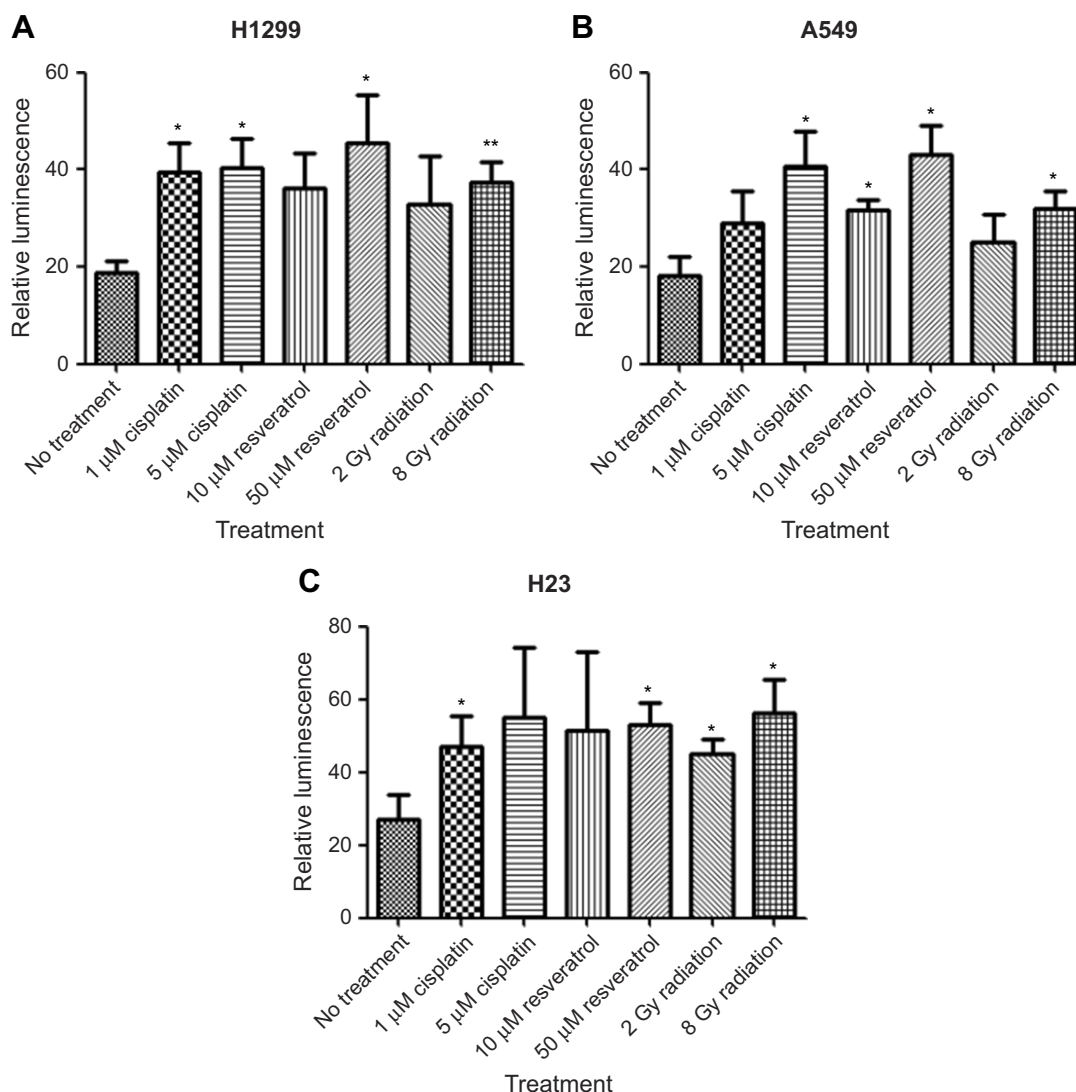 A
H1299
Relative luminescence
60
40
20
0
*
*
*
**
No treatment
1 µM cisplatin
5 µM cisplatin
10 µM resveratrol
50 µM resveratrol
2 Gy radiation
8 Gy radiation
Treatment
B
A549
Relative luminescence
60
40
20
0
*
*
*
*
No treatment
1 µM cisplatin
5 µM cisplatin
10 µM resveratrol
50 µM resveratrol
2 Gy radiation
8 Gy radiation
Treatment
C
H23
Relative luminescence
80
60
40
20
0
*
*
*
*
No treatment
1 µM cisplatin
5 µM cisplatin
10 µM resveratrol
50 µM resveratrol
2 Gy radiation
8 Gy radiation
Treatment